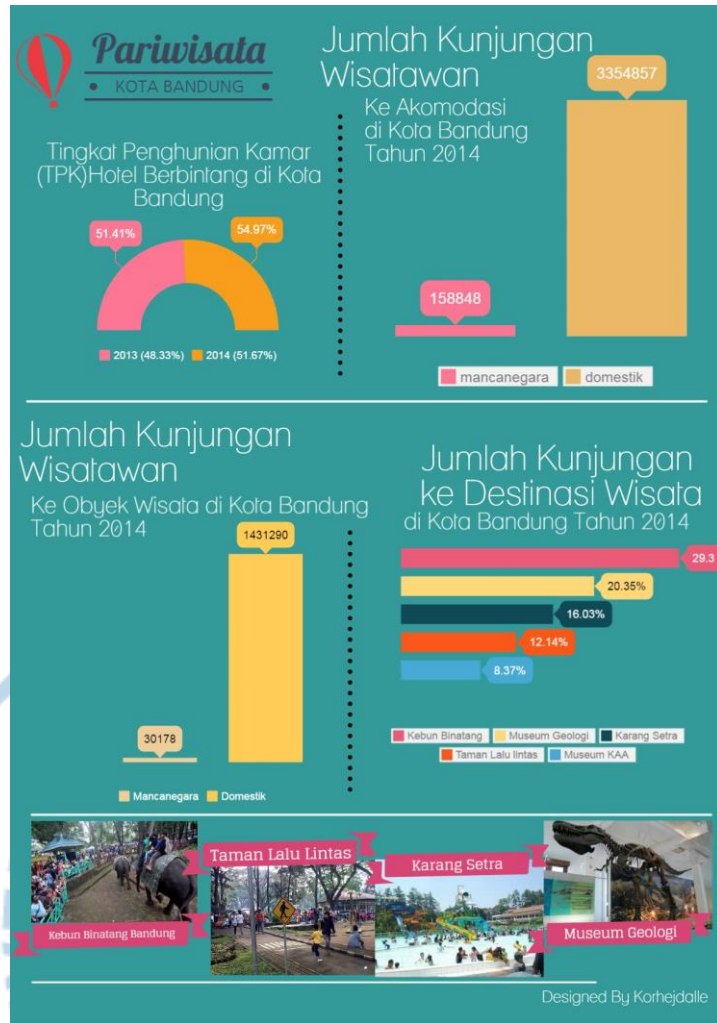 Pariwisata
KOTA BANDUNG
Tingkat Penghunian Kamar
(TPK)Hotel Berbintang di Kota
Bandung
51.41%
54.97%
2013 (48.33%) 2014 (51.67%)
Jumlah Kunjungan
Wisatawan
Ke Akomodasi
di Kota Bandung
Tahun 2014
3354857
158848
mancanegara domestik
Jumlah Kunjungan
Wisatawan
Ke Obyek Wisata di Kota Bandung
Tahun 2014
1431290
30178
Mancanegara Domestik
Jumlah Kunjungan
ke Destinasi Wisata
di Kota Bandung Tahun 2014
29.3
20.35%
16.03%
12.14%
8.37%
Kebun Binatang Museum Geologi Karang Setra
Taman Lalu lintas Museum KAA
Kebun Binatang Bandung
Taman Lalu Lintas
Karang Setra
Museum Geologi
Designed By Korhejdalle